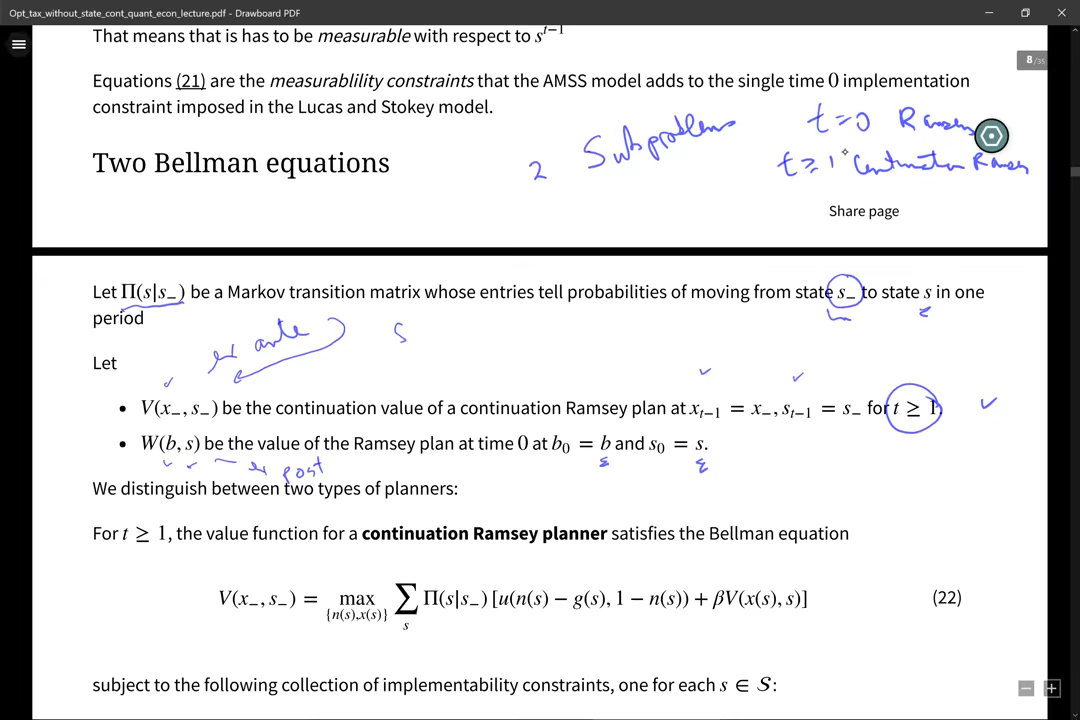 Opt_tax_without_state_cont_quant_econ_lecture.pdf - Drawboard PDF
That means that is has to be measurable with respect to s^{t−1}
8 /35
Equations (21) are the measurablility constraints that the AMSS model adds to the single time 0 implementation
constraint imposed in the Lucas and Stokey model.
t=0 Ramsey
2 Subproblems
Two Bellman equations
t ≥ 1 Continuation Ramsey
Share page
Let Π(s|s_) be a Markov transition matrix whose entries tell probabilities of moving from state s_ to state s in one
period
ex ante
S
Let
• V(x_, s_) be the continuation value of a continuation Ramsey plan at x_{t−1} = x_, s_{t−1} = s_ for t ≥ 1.
• W(b, s) be the value of the Ramsey plan at time 0 at b_0 = b and s_0 = s.
ex post
We distinguish between two types of planners:
For t ≥ 1, the value function for a continuation Ramsey planner satisfies the Bellman equation
V(x_, s_) = max_{{n(s),x(s)}} ∑_s Π(s|s_) [u(n(s) − g(s), 1 − n(s)) + βV(x(s), s)] (22)
subject to the following collection of implementability constraints, one for each s ∈ S: